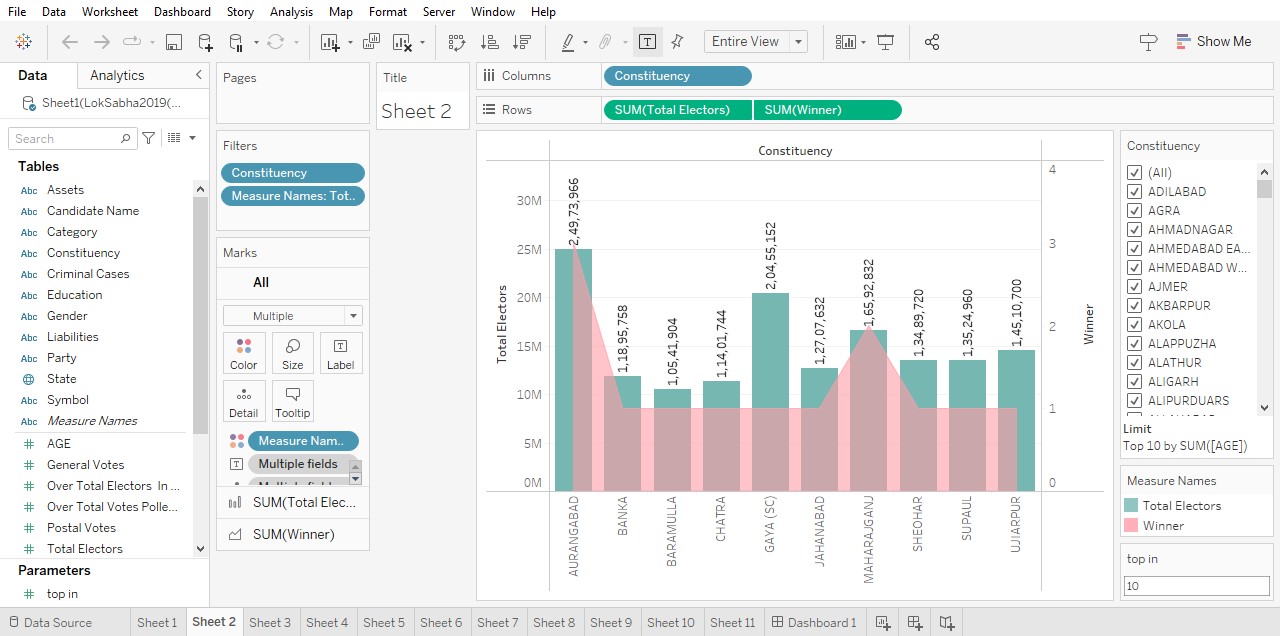 File Data Worksheet Dashboard Story Analysis Map Format Server Window Help
Entire View
Show Me
Data Analytics
Sheet1(LokSabha2019(...
Search
Tables
Abc Assets
Abc Candidate Name
Abc Category
Abc Constituency
Abc Criminal Cases
Abc Education
Abc Gender
Abc Liabilities
Abc Party
State
Abc Symbol
Abc Measure Names
# AGE
# General Votes
# Over Total Electors In ...
# Over Total Votes Polle...
# Postal Votes
# Total Electors
Parameters
# top in
Pages
Filters
Constituency
Measure Names: Tot..
Marks
All
Multiple
Color Size Label
Detail Tooltip
Measure Nam..
Multiple fields
Multiple fields
SUM(Total Elec...
SUM(Winner)
Title
Sheet 2
Columns Constituency
Rows SUM(Total Electors) SUM(Winner)
Constituency
Total Electors
30M
25M
20M
15M
10M
5M
0M
2,49,73,966
1,18,95,758
1,05,41,904
1,14,01,744
2,04,55,152
1,27,07,632
1,65,92,832
1,34,89,720
1,35,24,960
1,45,10,700
AURANGABAD
BANKA
BARAMULLA
CHATRA
GAYA (SC)
JAHANABAD
MAHARAJGANJ
SHEOHAR
SUPAUL
UJIARPUR
4
3
2
1
0
Winner
Constituency
(All)
ADILABAD
AGRA
AHMADNAGAR
AHMEDABAD EA...
AHMEDABAD W...
AJMER
AKBARPUR
AKOLA
ALAPPUZHA
ALATHUR
ALIGARH
ALIPURDUARS
Limit
Top 10 by SUM([AGE])
Measure Names
Total Electors
Winner
top in
10
Data Source Sheet 1 Sheet 2 Sheet 3 Sheet 4 Sheet 5 Sheet 6 Sheet 7 Sheet 8 Sheet 9 Sheet 10 Sheet 11 Dashboard 1